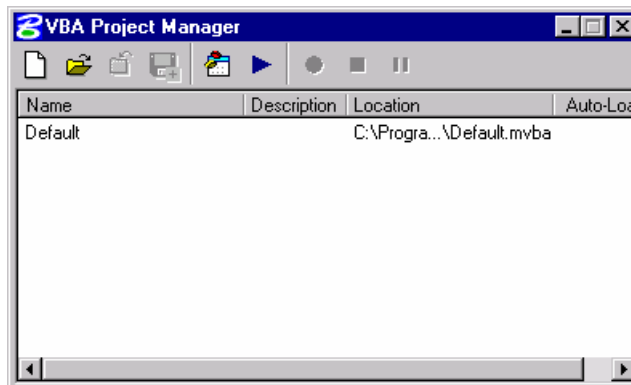 VBA Project Manager
Name Description Location Auto-Loa
Default C:\Progra...\Default.mvba